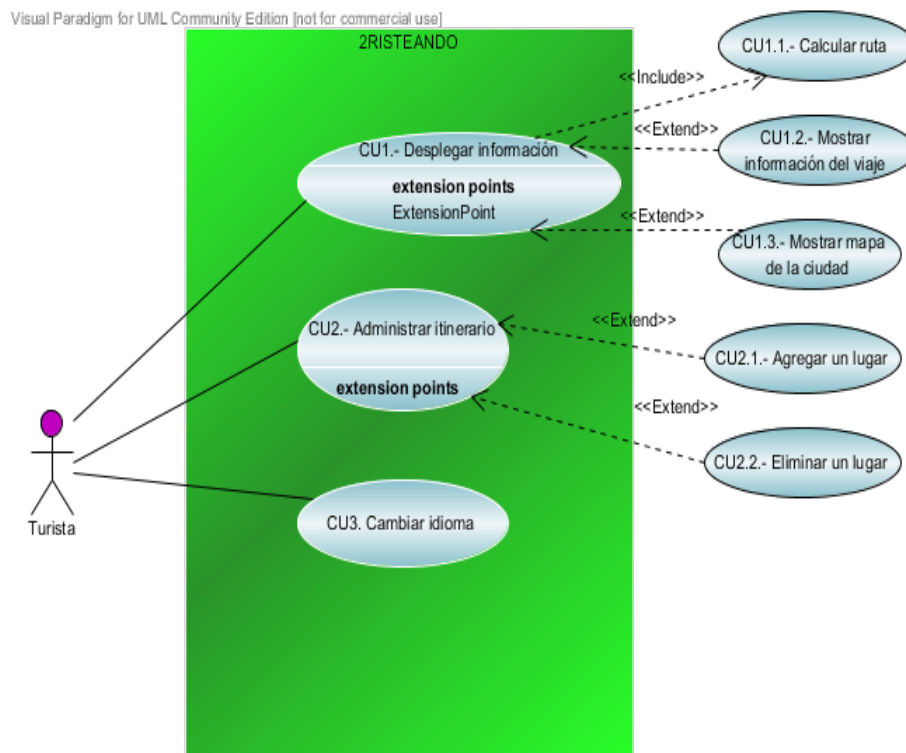 Visual Paradigm for UML Community Edition [not for commercial use]
2RISTEANDO
CU1.1.- Calcular ruta
<<Include>>
CU1.- Desplegar información
extension points
ExtensionPoint
<<Extend>>
CU1.2.- Mostrar
información del viaje
<<Extend>>
CU1.3.- Mostrar mapa
de la ciudad
CU2.- Administrar itinerario
extension points
<<Extend>>
CU2.1.- Agregar un lugar
<<Extend>>
CU2.2.- Eliminar un lugar
CU3. Cambiar idioma
Turista